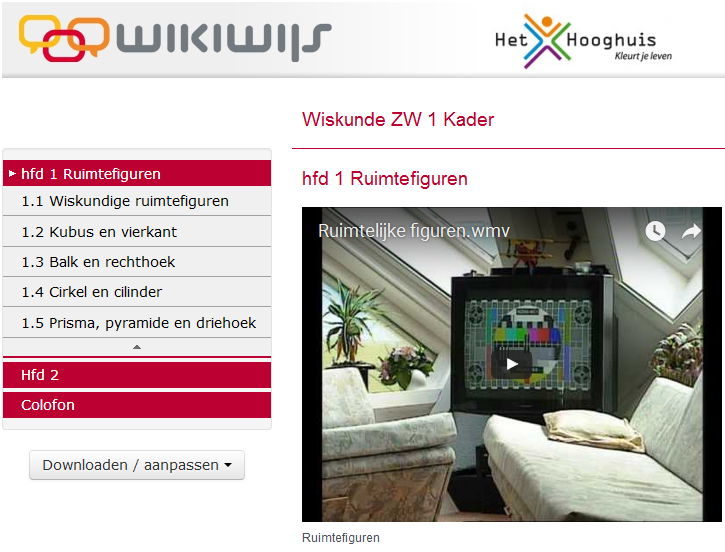 wikiwijs
Het Hooghuis
Kleurt je leven
Wiskunde ZW 1 Kader
hfd 1 Ruimtefiguren
1.1 Wiskundige ruimtefiguren
1.2 Kubus en vierkant
1.3 Balk en rechthoek
1.4 Cirkel en cilinder
1.5 Prisma, pyramide en driehoek
Hfd 2
Colofon
Downloaden / aanpassen
hfd 1 Ruimtefiguren
Ruimtelijke figuren.wmv
Ruimtefiguren